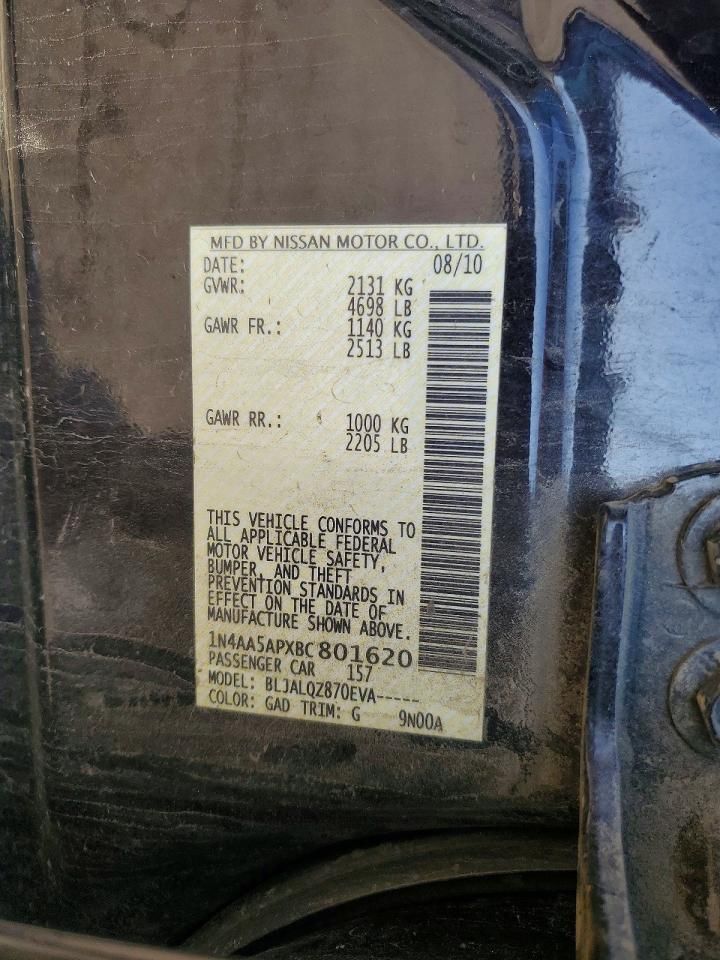 MFD BY NISSAN MOTOR CO., LTD.
DATE: 08/10
GVWR: 2131 KG
4698 LB
GAWR FR.: 1140 KG
2513 LB
GAWR RR.: 1000 KG
2205 LB
THIS VEHICLE CONFORMS TO
ALL APPLICABLE FEDERAL
MOTOR VEHICLE SAFETY,
BUMPER, AND THEFT
PREVENTION STANDARDS IN
EFFECT ON THE DATE OF
MANUFACTURE SHOWN ABOVE.
1N4AA5APXBC801620
PASSENGER CAR 157
MODEL: BLJALQZ870EVA-----
COLOR: GAD TRIM: G 9N00A